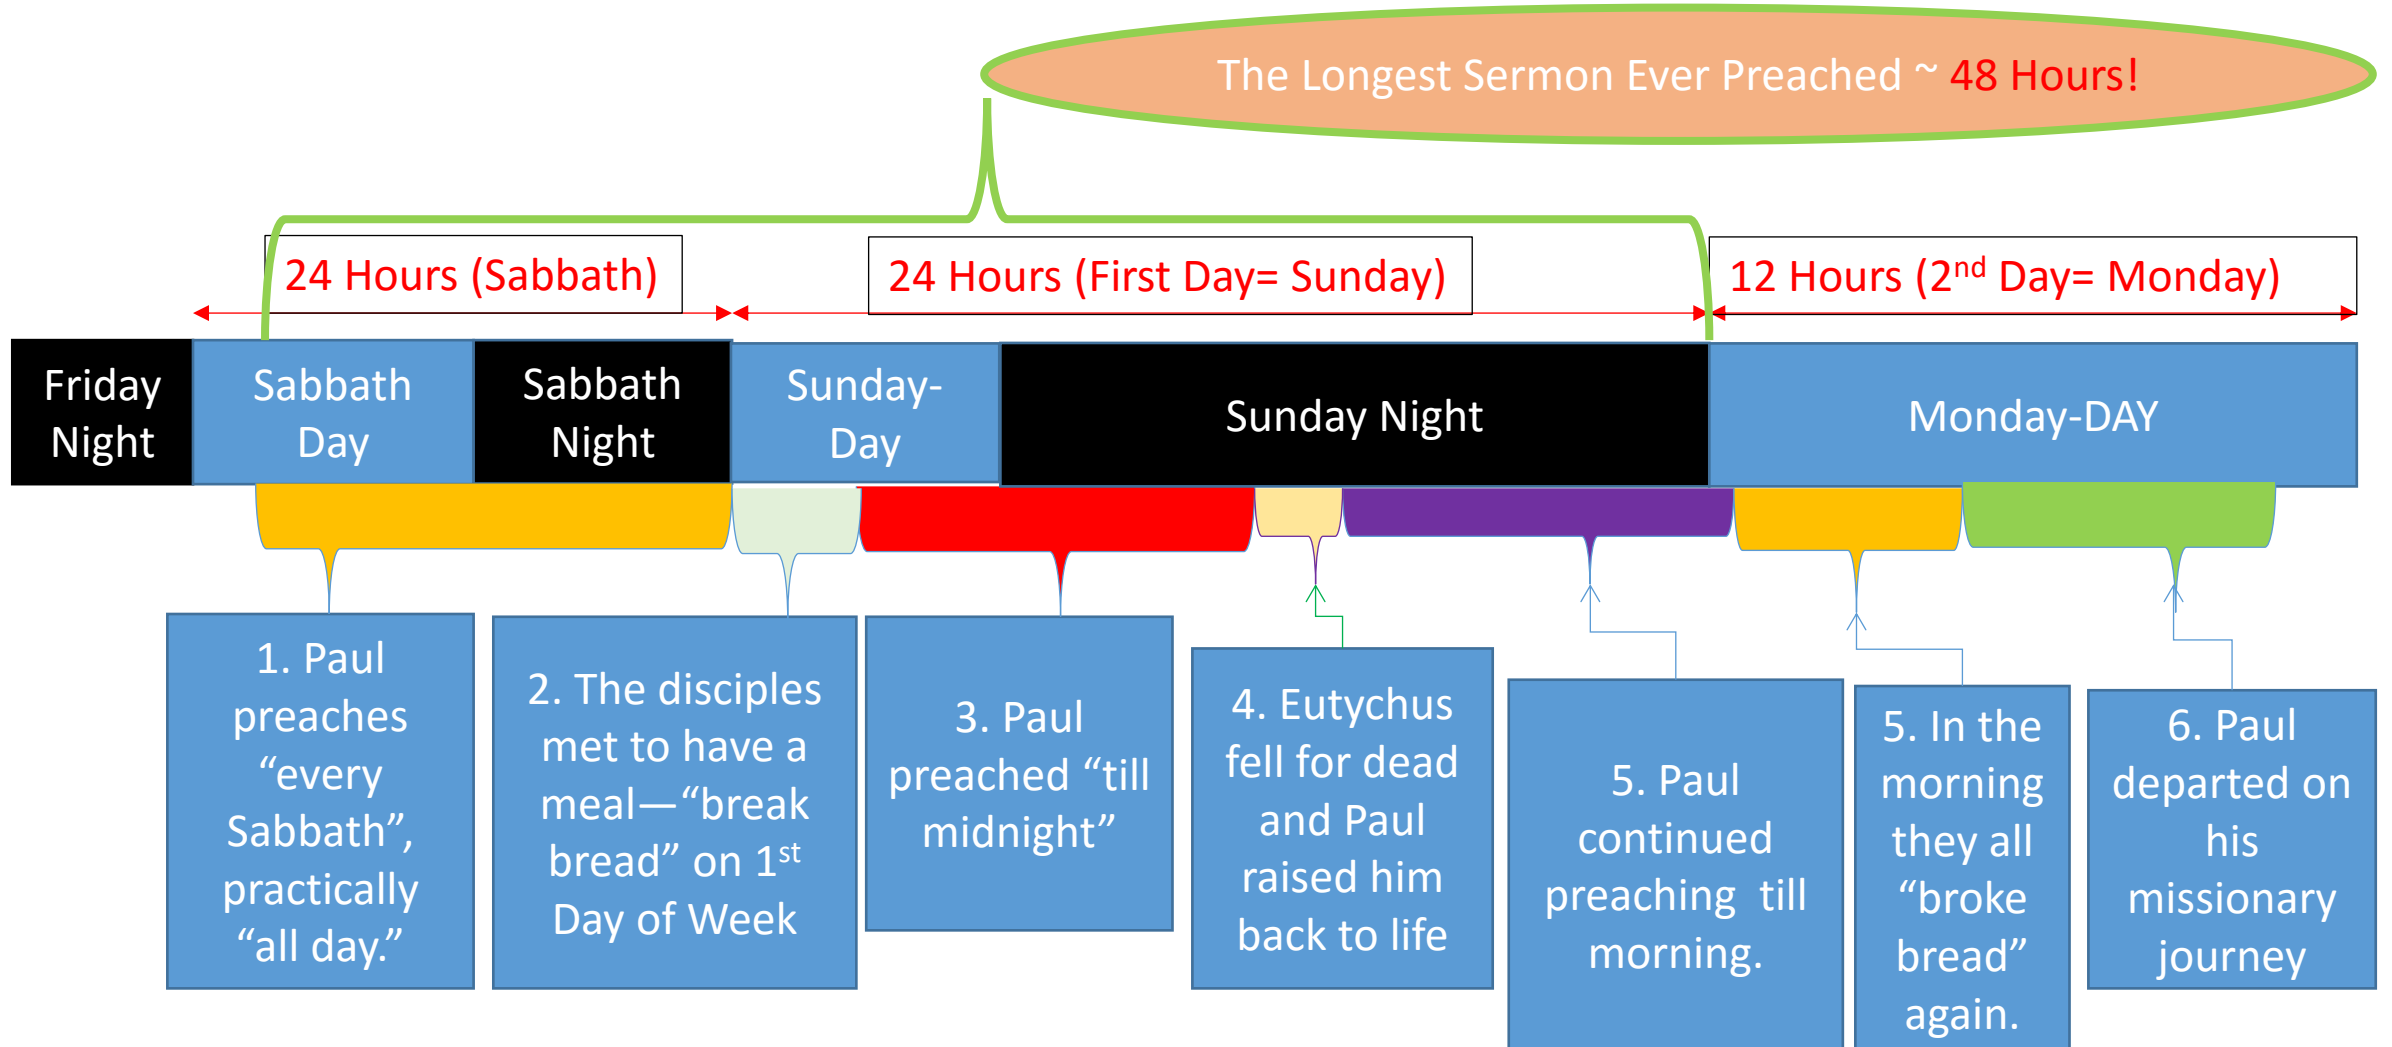 The Longest Sermon Ever Preached ~ 48 Hours!
24 Hours (Sabbath)
24 Hours (First Day= Sunday)
12 Hours (2nd Day= Monday)
Friday
Night
Sabbath
Day
Sabbath
Night
Sunday-
Day
Sunday Night
Monday-DAY
1. Paul
preaches
“every
Sabbath”,
practically
“all day.”
2. The disciples
met to have a
meal—“break
bread” on 1st
Day of Week
3. Paul
preached “till
midnight”
4. Eutychus
fell for dead
and Paul
raised him
back to life
5. Paul
continued
preaching till
morning.
5. In the
morning
they all
“broke
bread”
again.
6. Paul
departed on
his
missionary
journey